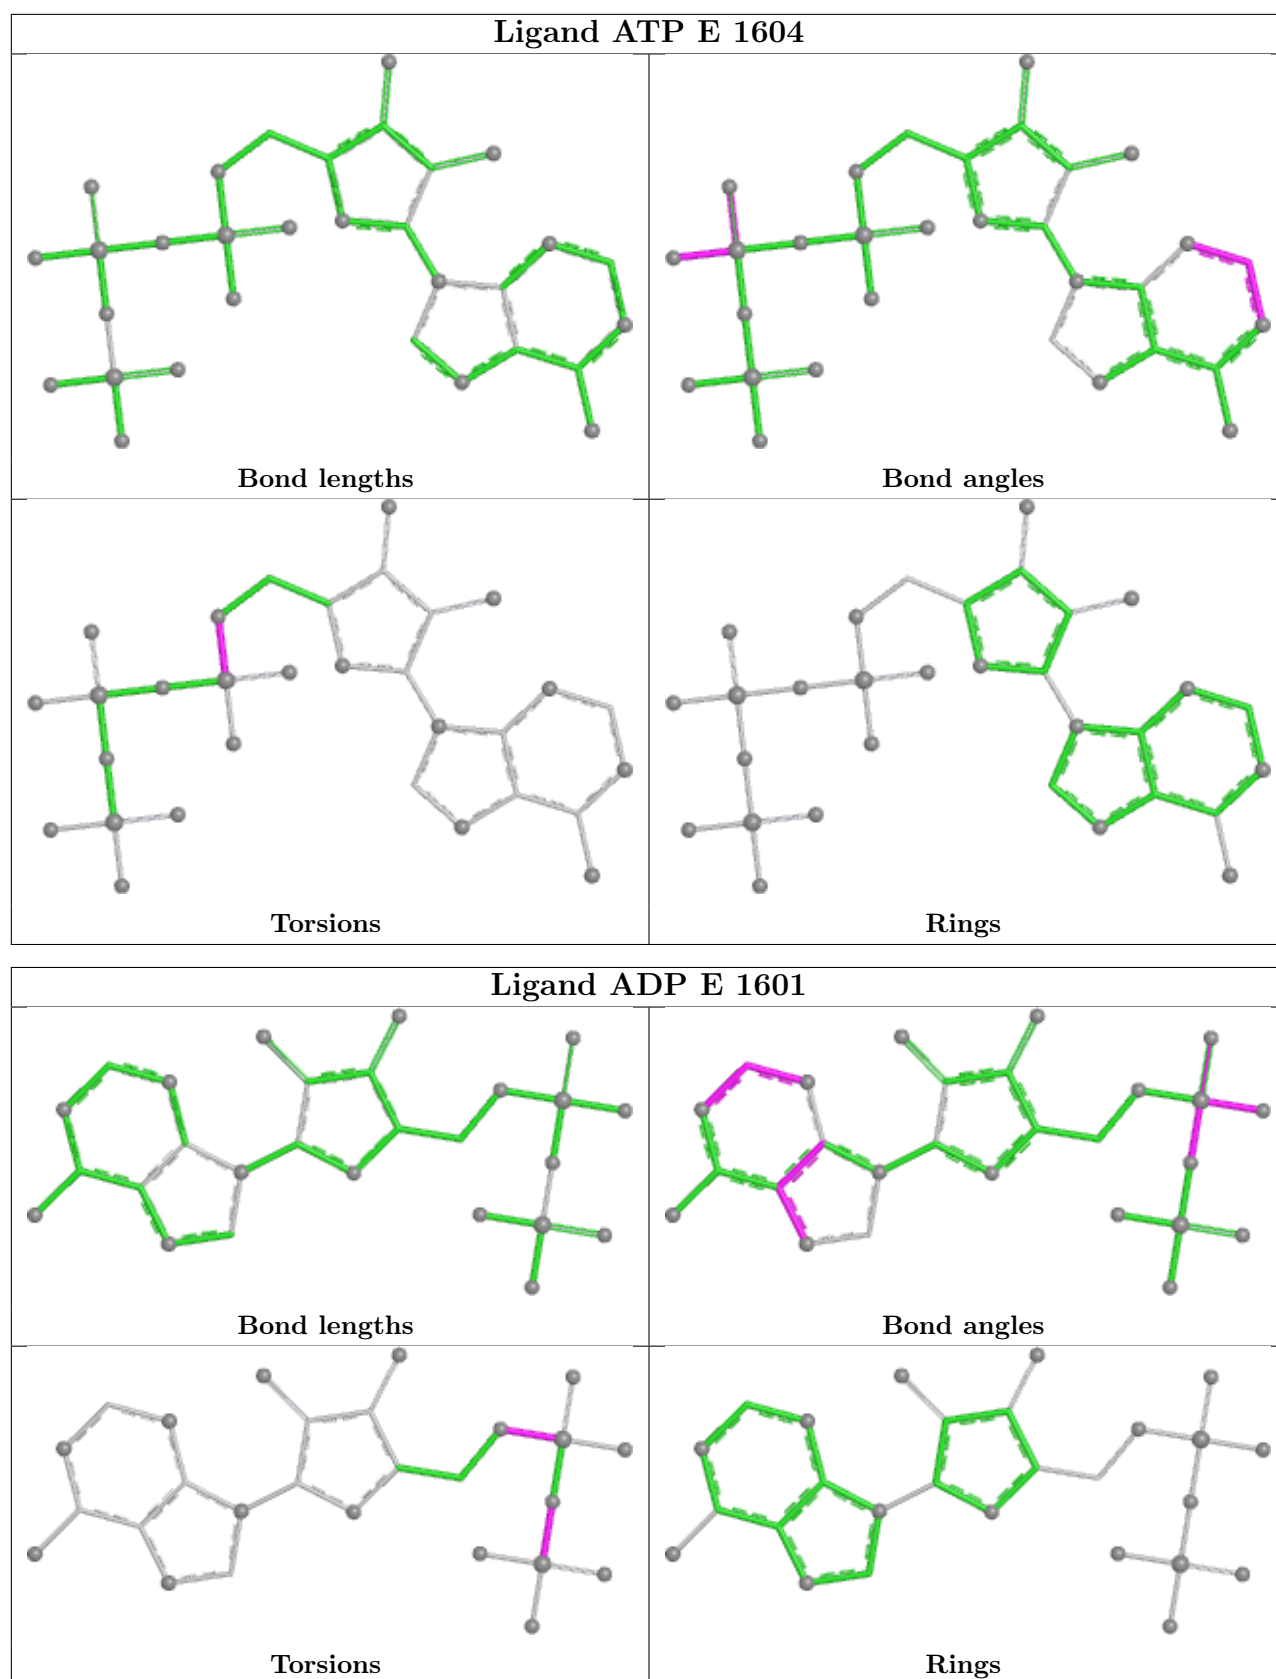 Ligand ATP E 1604
Bond lengths
Bond angles
Torsions
Rings
Ligand ADP E 1601
Bond lengths
Bond angles
Torsions
Rings